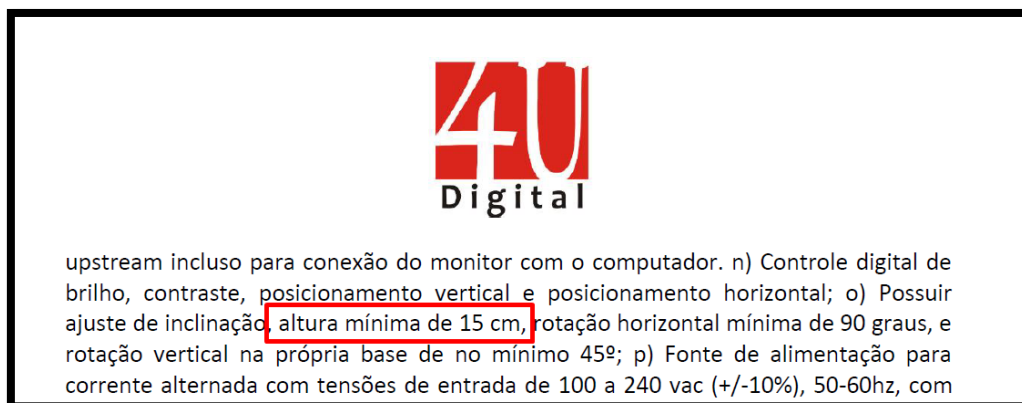 4U
Digital
upstream incluso para conexão do monitor com o computador. n) Controle digital de
brilho, contraste, posicionamento vertical e posicionamento horizontal; o) Possuir
ajuste de inclinação, altura mínima de 15 cm, rotação horizontal mínima de 90 graus, e
rotação vertical na própria base de no mínimo 45º; p) Fonte de alimentação para
corrente alternada com tensões de entrada de 100 a 240 vac (+/-10%), 50-60hz, com